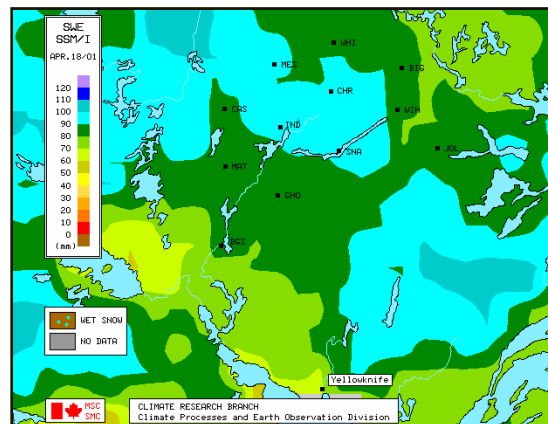 SWE
SSM/I
APR.18/01
120
110
100
90
80
70
60
50
40
30
20
10
0
(mm)
WHI
MES
BIG
CHR
CAS
WIN
IND
SNA
JOL
MAT
GHO
DGS
WET SNOW
NO DATA
Yellowknife
MSC
SMC
CLIMATE RESEARCH BRANCH
Climate Processes and Earth Observation Division